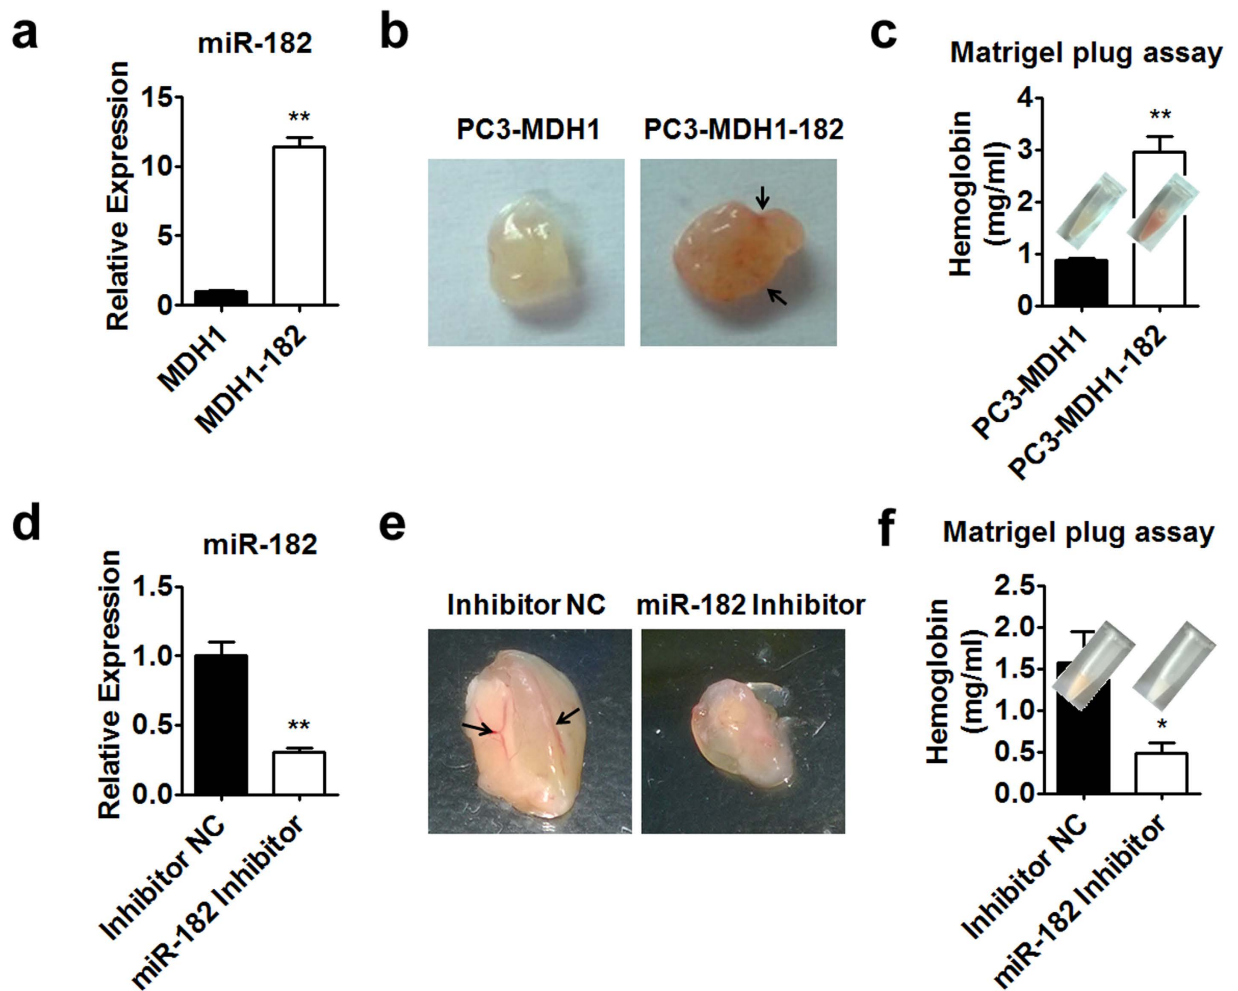 a
miR-182
Relative Expression
15
10
5
0
**
MDH1
MDH1-182
b
PC3-MDH1
PC3-MDH1-182
c
Matrigel plug assay
Hemoglobin
(mg/ml)
4
3
2
1
0
**
PC3-MDH1
PC3-MDH1-182
d
miR-182
Relative Expression
1.5
1.0
0.5
0.0
**
Inhibitor NC
miR-182 Inhibitor
e
Inhibitor NC
miR-182 Inhibitor
f
Matrigel plug assay
Hemoglobin
(mg/ml)
2.5
2.0
1.5
1.0
0.5
0.0
*
Inhibitor NC
miR-182 Inhibitor